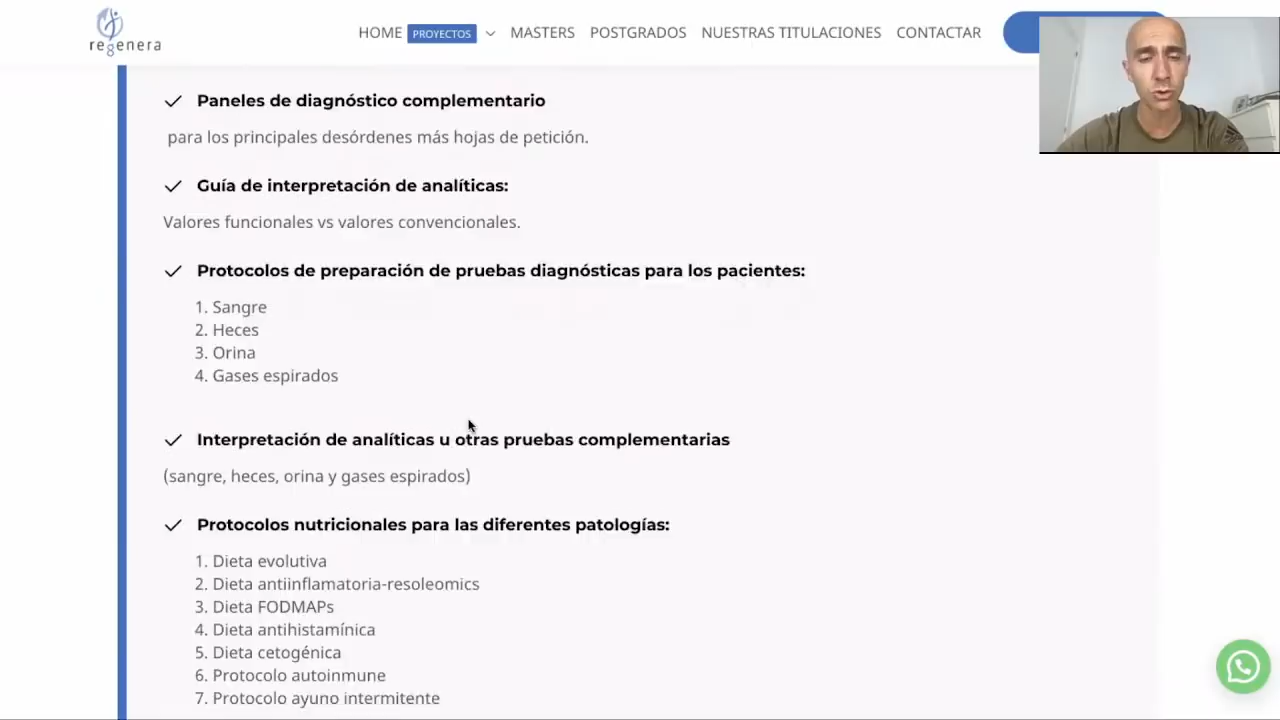 regenera
HOME PROYECTOS MASTERS POSTGRADOS NUESTRAS TITULACIONES CONTACTAR
Paneles de diagnóstico complementario
para los principales desórdenes más hojas de petición.
Guía de interpretación de analíticas:
Valores funcionales vs valores convencionales.
Protocolos de preparación de pruebas diagnósticas para los pacientes:
1. Sangre
2. Heces
3. Orina
4. Gases espirados
Interpretación de analíticas u otras pruebas complementarias
(sangre, heces, orina y gases espirados)
Protocolos nutricionales para las diferentes patologías:
1. Dieta evolutiva
2. Dieta antiinflamatoria-resoleomics
3. Dieta FODMAPs
4. Dieta antihistamínica
5. Dieta cetogénica
6. Protocolo autoinmune
7. Protocolo ayuno intermitente